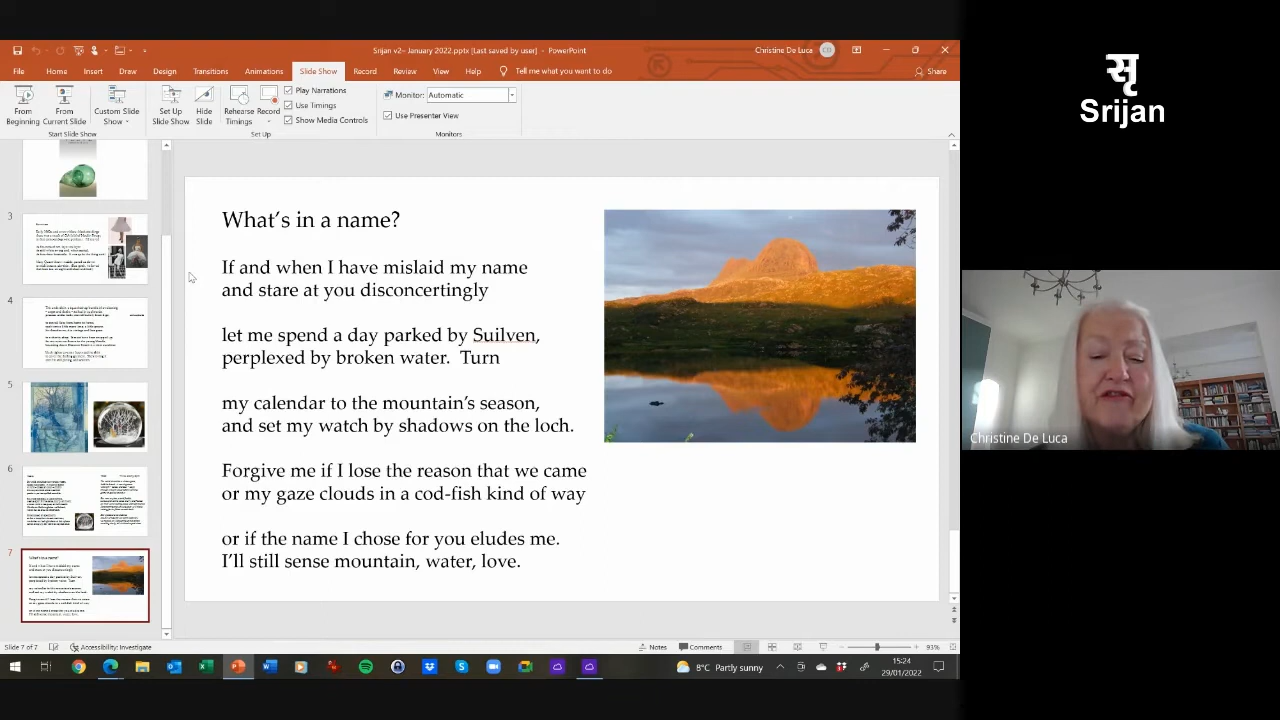 Srijan v2~ January 2022.pptx [Last saved by user] - PowerPoint
Christine De Luca
CD
File Home Insert Draw Design Transitions Animations Slide Show Record Review View Help Tell me what you want to do
Share
From Beginning
From Current Slide
Custom Slide Show
Set Up Slide Show
Hide Slide
Rehearse Timings
Record
Play Narrations
Use Timings
Show Media Controls
Monitor: Automatic
Use Presenter View
Start Slide Show
Set Up
Monitors
3
4
5
6
7
What's in a name?
If and when I have mislaid my name
and stare at you disconcertingly
let me spend a day parked by Suilven,
perplexed by broken water. Turn
my calendar to the mountain's season,
and set my watch by shadows on the loch.
Forgive me if I lose the reason that we came
or my gaze clouds in a cod-fish kind of way
or if the name I chose for you eludes me.
I'll still sense mountain, water, love.
Slide 7 of 7
Accessibility: Investigate
Notes
Comments
93%
8°C Partly sunny
15:24
29/01/2022
सृ
Srijan
Christine De Luca